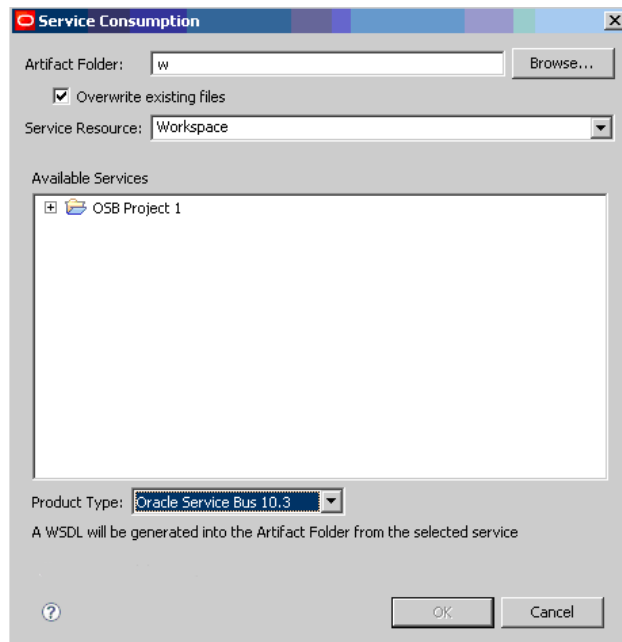 Service Consumption
Artifact Folder: w Browse...
Overwrite existing files
Service Resource: Workspace
Available Services
OSB Project 1
Product Type: Oracle Service Bus 10.3
A WSDL will be generated into the Artifact Folder from the selected service
? OK Cancel